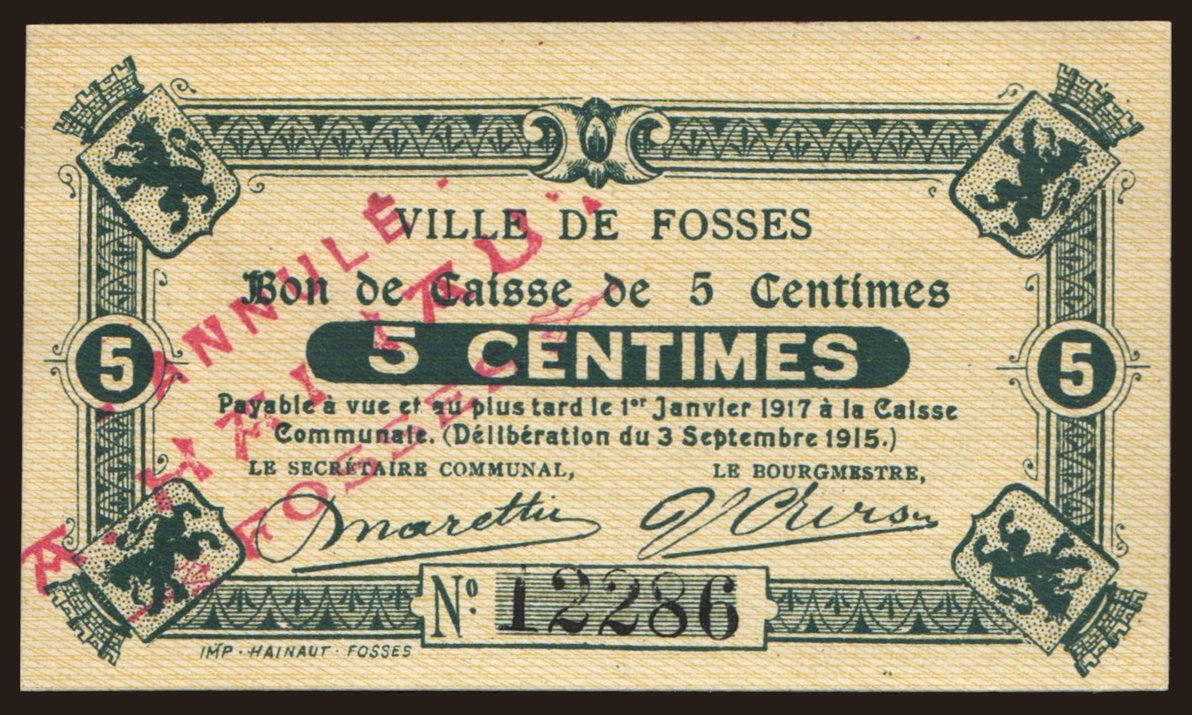 VILLE DE FOSSES
Bon de Caisse de 5 Centimes
5 5 CENTIMES 5
Payable à vue et au plus tard le 1er Janvier 1917 à la Caisse
Communale. (Délibération du 3 Septembre 1915.)
LE SECRÉTAIRE COMMUNAL, LE BOURGMESTRE,
No. 12286
IMP · HAINAUT · FOSSES
ANNULÉ
FOSSES